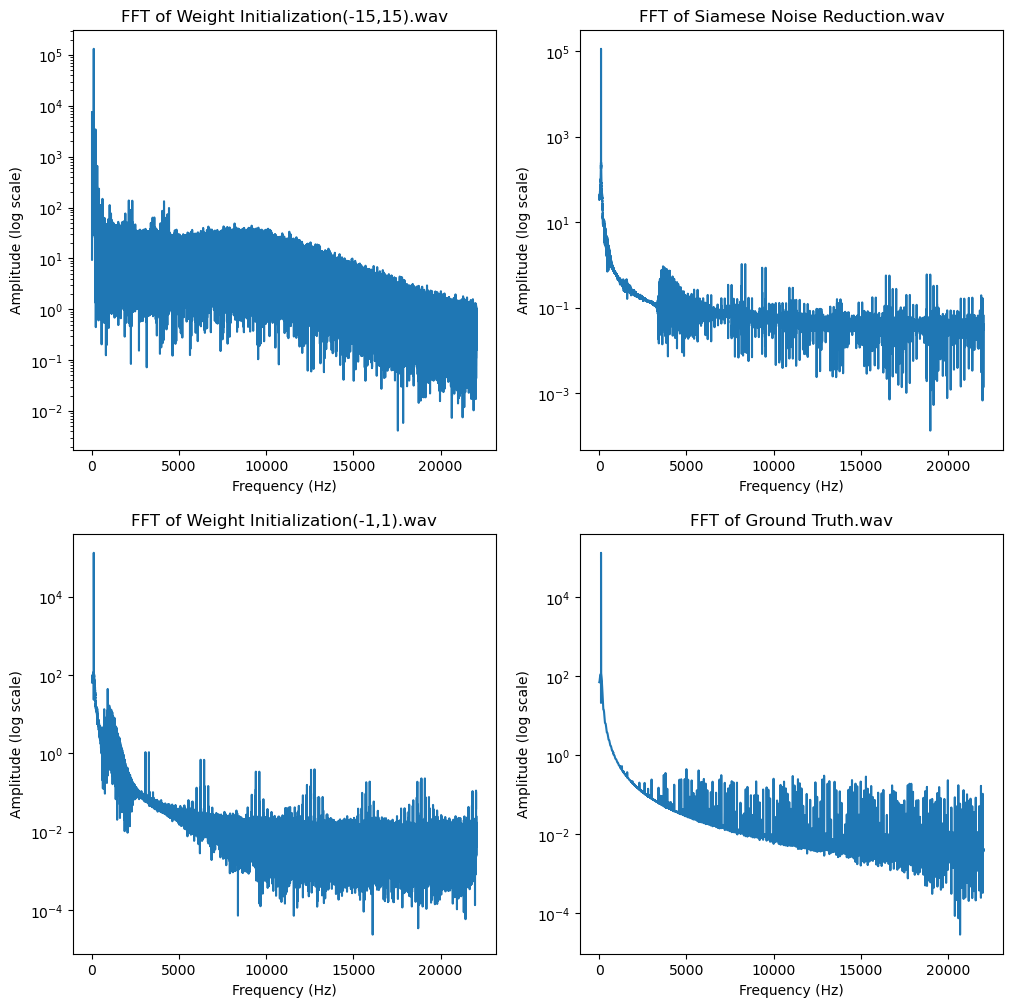 FFT of Weight Initialization(-15,15).wav
Amplitude (log scale)
10^5
10^4
10^3
10^2
10^1
10^0
10^-1
10^-2
0 5000 10000 15000 20000
Frequency (Hz)
FFT of Siamese Noise Reduction.wav
Amplitude (log scale)
10^5
10^3
10^1
10^-1
10^-3
0 5000 10000 15000 20000
Frequency (Hz)
FFT of Weight Initialization(-1,1).wav
Amplitude (log scale)
10^4
10^2
10^0
10^-2
10^-4
0 5000 10000 15000 20000
Frequency (Hz)
FFT of Ground Truth.wav
Amplitude (log scale)
10^4
10^2
10^0
10^-2
10^-4
0 5000 10000 15000 20000
Frequency (Hz)